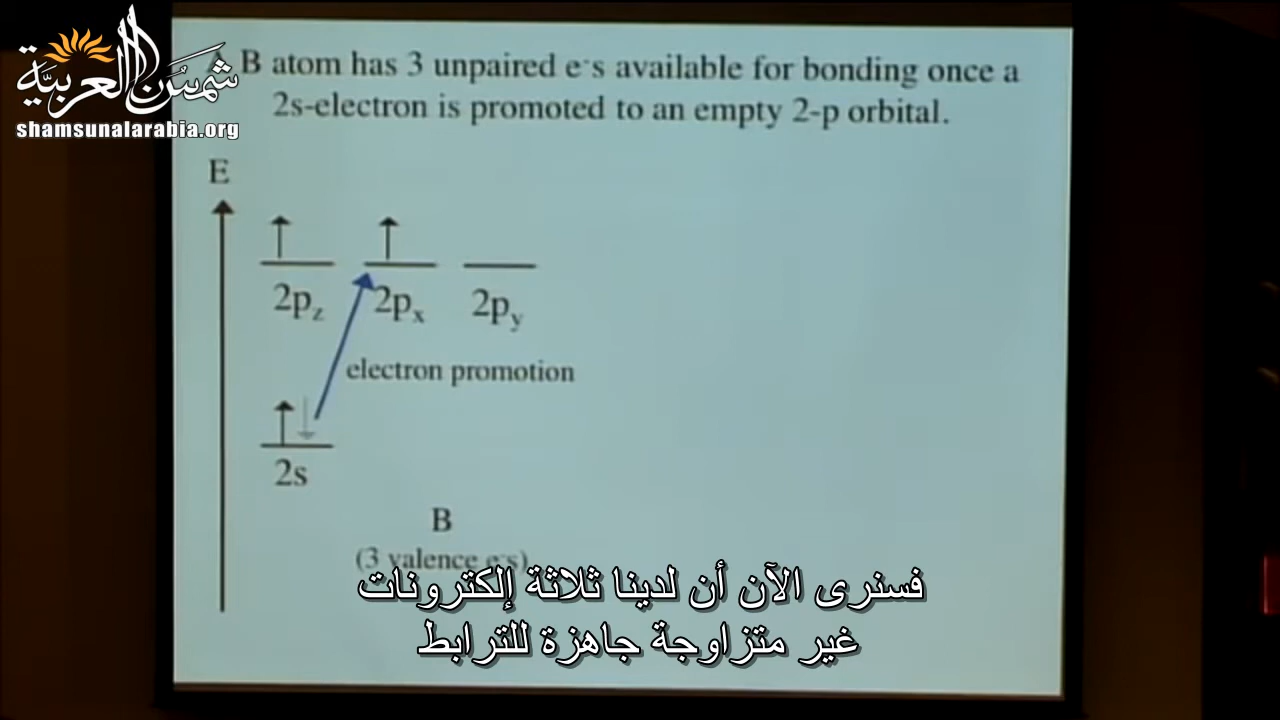 شمسنا العربية
shamsunalarabia.org
B atom has 3 unpaired e⁻s available for bonding once a
2s-electron is promoted to an empty 2-p orbital.
E
2pz 2px 2py
electron promotion
2s
B
(3 valence e⁻s)
فسنرى الآن أن لدينا ثلاثة إلكترونات
غير متزاوجة جاهزة للترابط